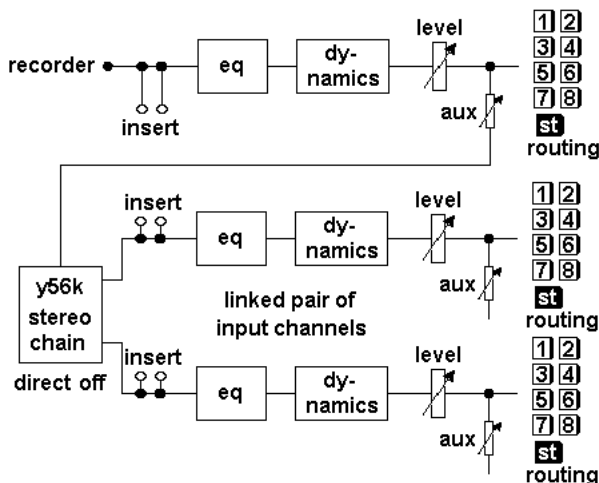 level
1 2
recorder
eq
dy-
namics
3 4
5 6
7 8
insert
aux
st
routing
insert
level
1 2
eq
dy-
namics
3 4
5 6
7 8
y56k
stereo
chain
linked pair of
input channels
aux
st
routing
direct off
insert
level
1 2
eq
dy-
namics
3 4
5 6
7 8
aux
st
routing